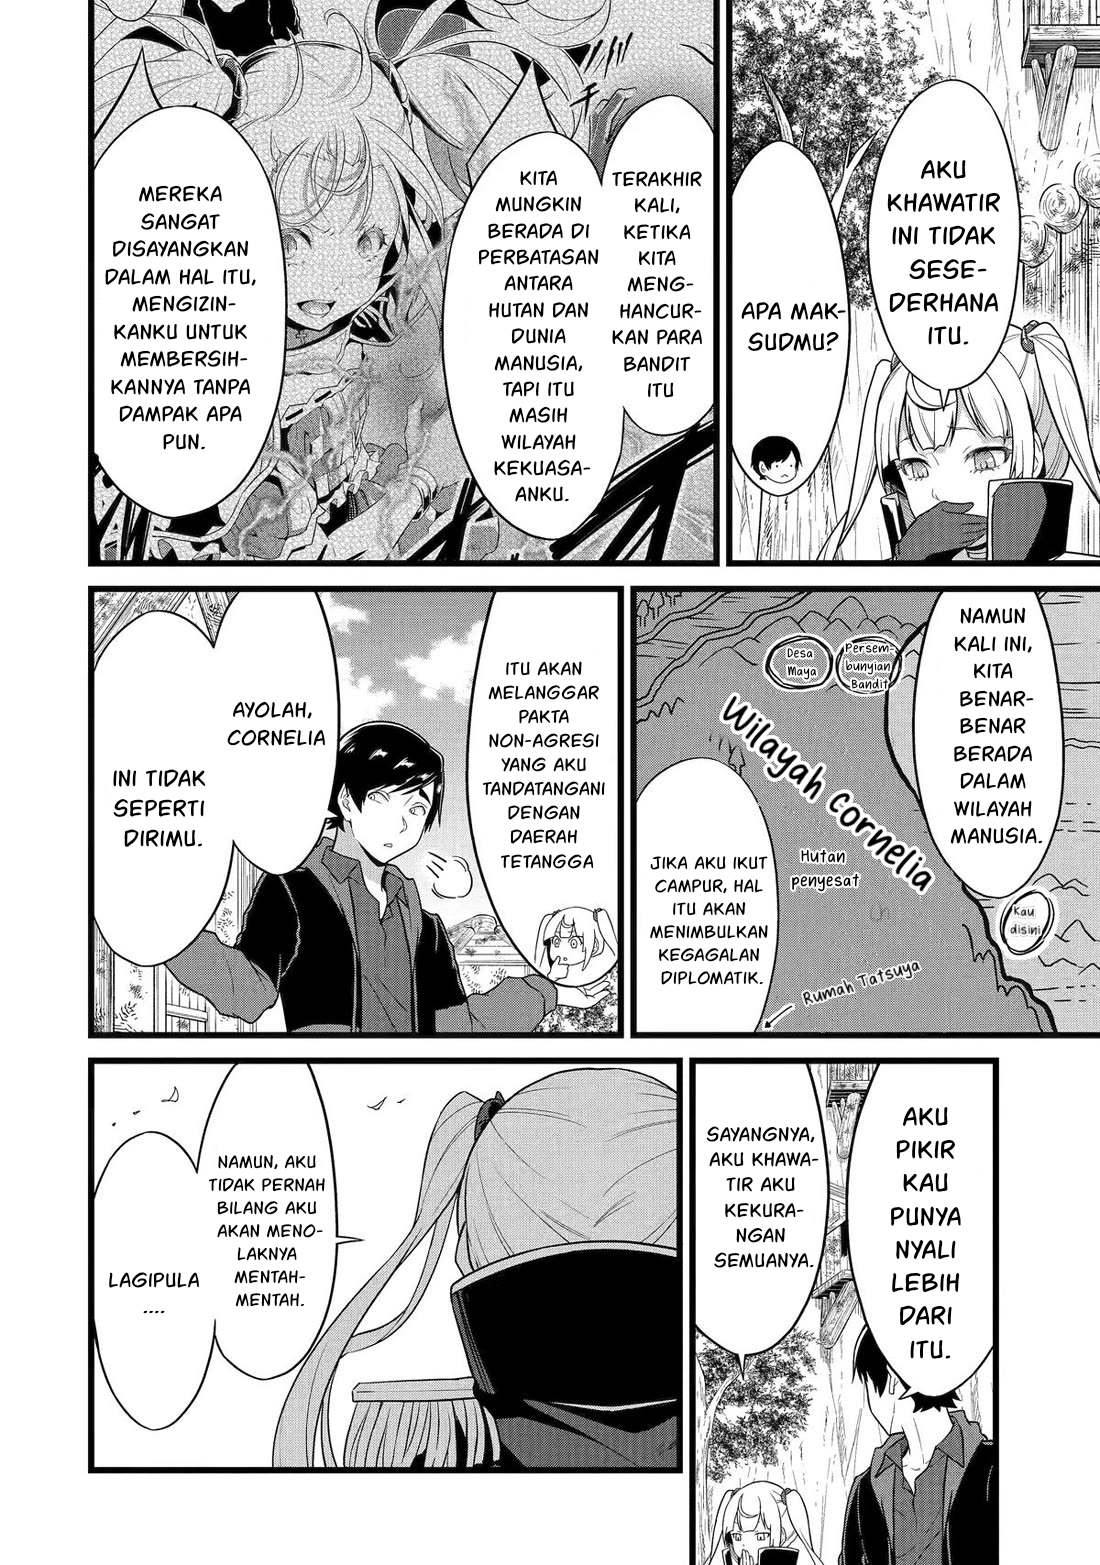 AKU
KHAWATIR
INI TIDAK
SESE-
DERHANA
ITU.
APA MAK-
SUDMU?
TERAKHIR
KALI,
KETIKA
KITA
MENG-
HANCUR-
KAN PARA
BANDIT
ITU
KITA
MUNGKIN
BERADA DI
PERBATASAN
ANTARA
HUTAN DAN
DUNIA
MANUSIA,
TAPI ITU
MASIH
WILAYAH
KEKUASA-
ANKU.
MEREKA
SANGAT
DISAYANGKAN
DALAM HAL ITU,
MENGIZIN-
KANKU UNTUK
MEMBERSIH-
KANNYA TANPA
DAMPAK APA
PUN.
NAMUN
KALI INI,
KITA
BENAR-
BENAR
BERADA
DALAM
WILAYAH
MANUSIA.
Desa
Maya
Persem-
bunyian
Bandit
Wilayah Cornelia
Hutan
penyesat
Kau
disini
Rumah Tatsuya
JIKA AKU IKUT
CAMPUR, HAL
ITU AKAN
MENIMBULKAN
KEGAGALAN
DIPLOMATIK.
ITU AKAN
MELANGGAR
PAKTA
NON-AGRESI
YANG AKU
TANDATANGANI
DENGAN
DAERAH
TETANGGA
AYOLAH,
CORNELIA
INI TIDAK
SEPERTI
DIRIMU.
AKU
PIKIR
KAU
PUNYA
NYALI
LEBIH
DARI
ITU.
SAYANGNYA,
AKU KHAWA-
TIR AKU
KEKURA-
NGAN
SEMUANYA.
NAMUN, AKU
TIDAK PERNAH
BILANG AKU
AKAN MENO-
LAKNYA
MENTAH-
MENTAH.
LAGIPULA
....